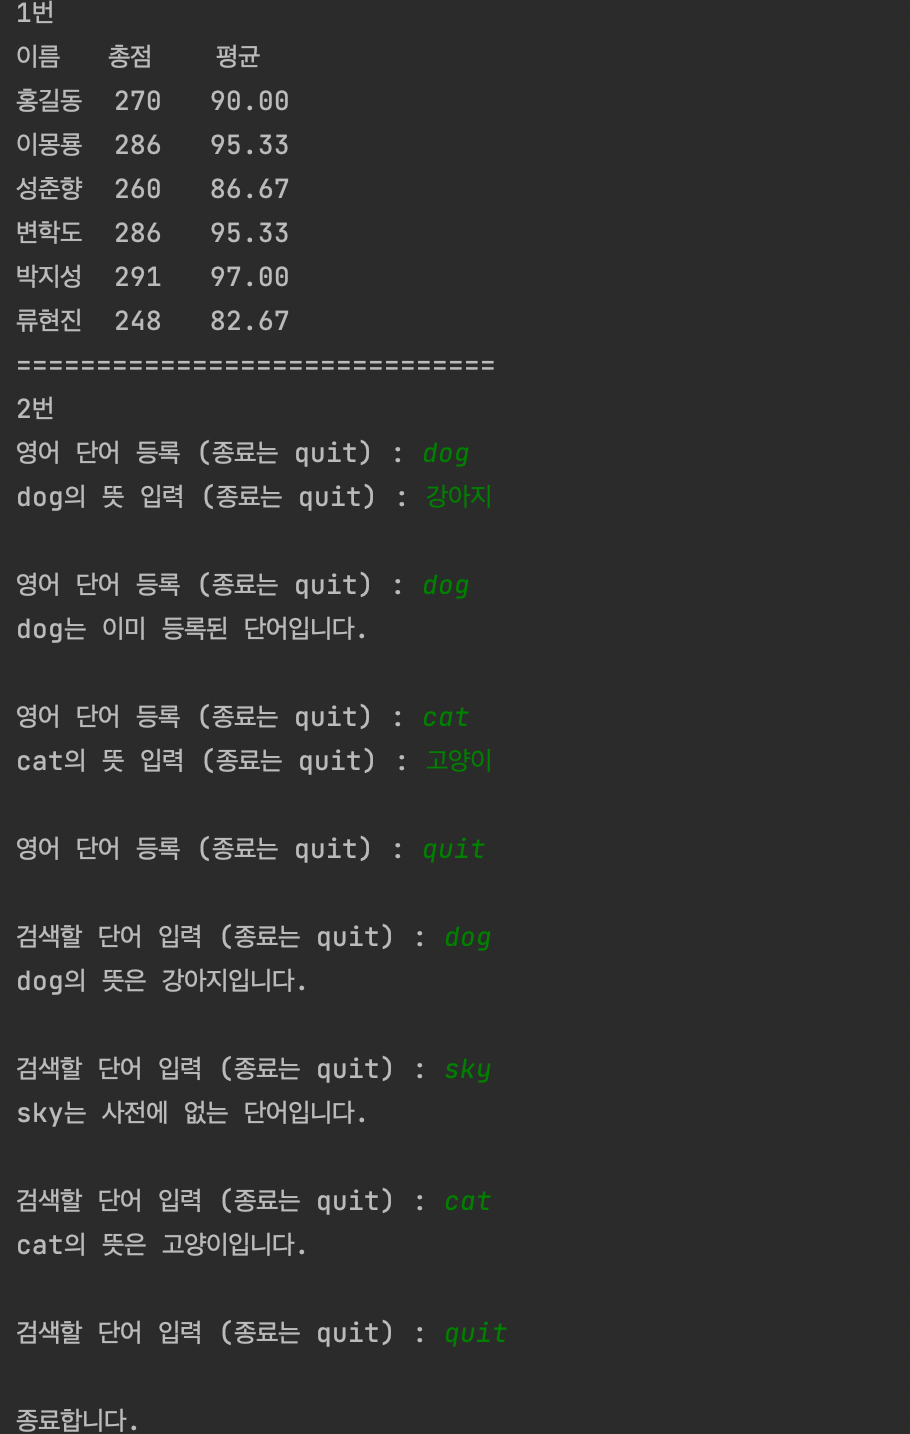 1번
이름   총점    평균
홍길동  270   90.00
이몽룡  286   95.33
성춘향  260   86.67
변학도  286   95.33
박지성  291   97.00
류현진  248   82.67
==============================
2번
영어 단어 등록 (종료는 quit) : dog
dog의 뜻 입력 (종료는 quit) : 강아지
영어 단어 등록 (종료는 quit) : dog
dog는 이미 등록된 단어입니다.
영어 단어 등록 (종료는 quit) : cat
cat의 뜻 입력 (종료는 quit) : 고양이
영어 단어 등록 (종료는 quit) : quit
검색할 단어 입력 (종료는 quit) : dog
dog의 뜻은 강아지입니다.
검색할 단어 입력 (종료는 quit) : sky
sky는 사전에 없는 단어입니다.
검색할 단어 입력 (종료는 quit) : cat
cat의 뜻은 고양이입니다.
검색할 단어 입력 (종료는 quit) : quit
종료합니다.